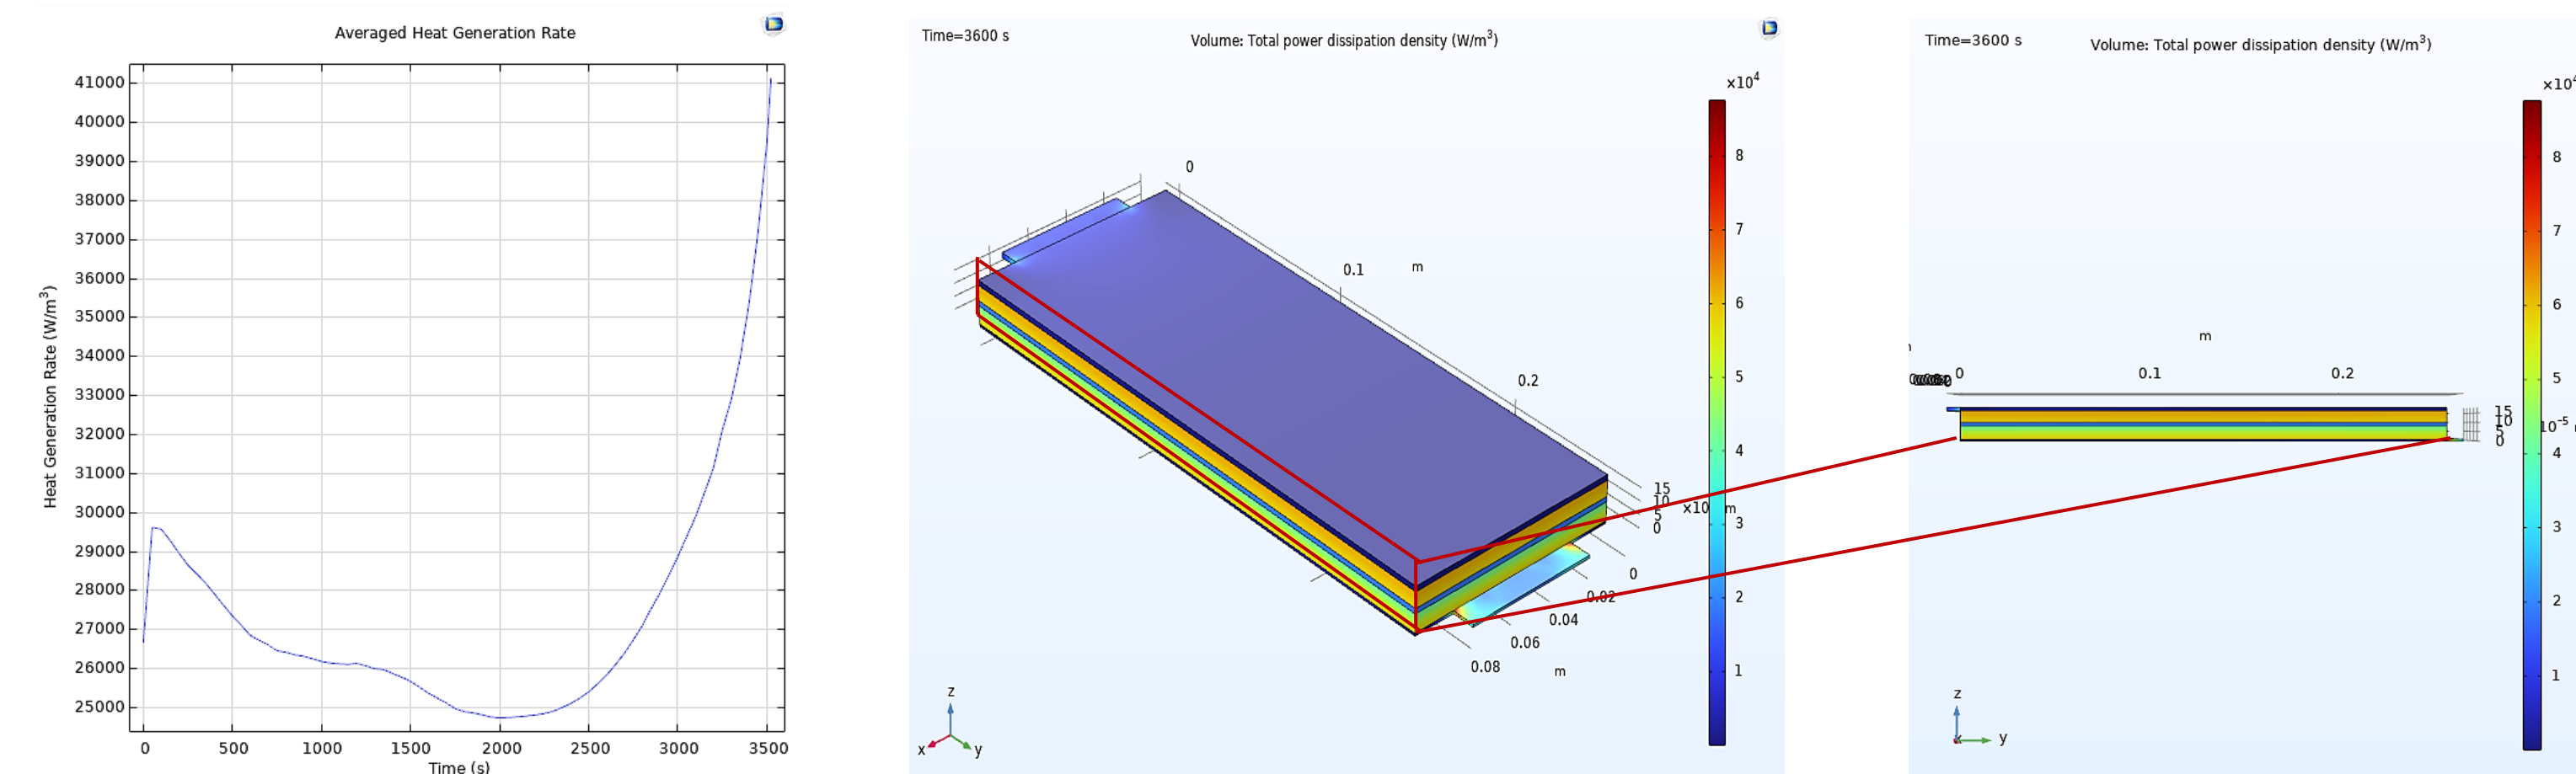 Averaged Heat Generation Rate
41000
40000
39000
38000
37000
36000
35000
34000
33000
32000
31000
30000
29000
28000
27000
26000
25000
Heat Generation Rate (W/m³)
0 500 1000 1500 2000 2500 3000 3500
Time (s)
Time=3600 s
Volume: Total power dissipation density (W/m³)
×10⁴
8
7
6
5
4
3
2
1
0
0.1
m
0.2
15
10
5
0
×10
m
0
0.02
0.04
0.06
0.08
m
z
x
y
Time=3600 s
Volume: Total power dissipation density (W/m³)
×10⁴
8
7
6
5
4
3
2
1
m
0 0.1 0.2
15
10
5
0
10⁻⁵
z
y